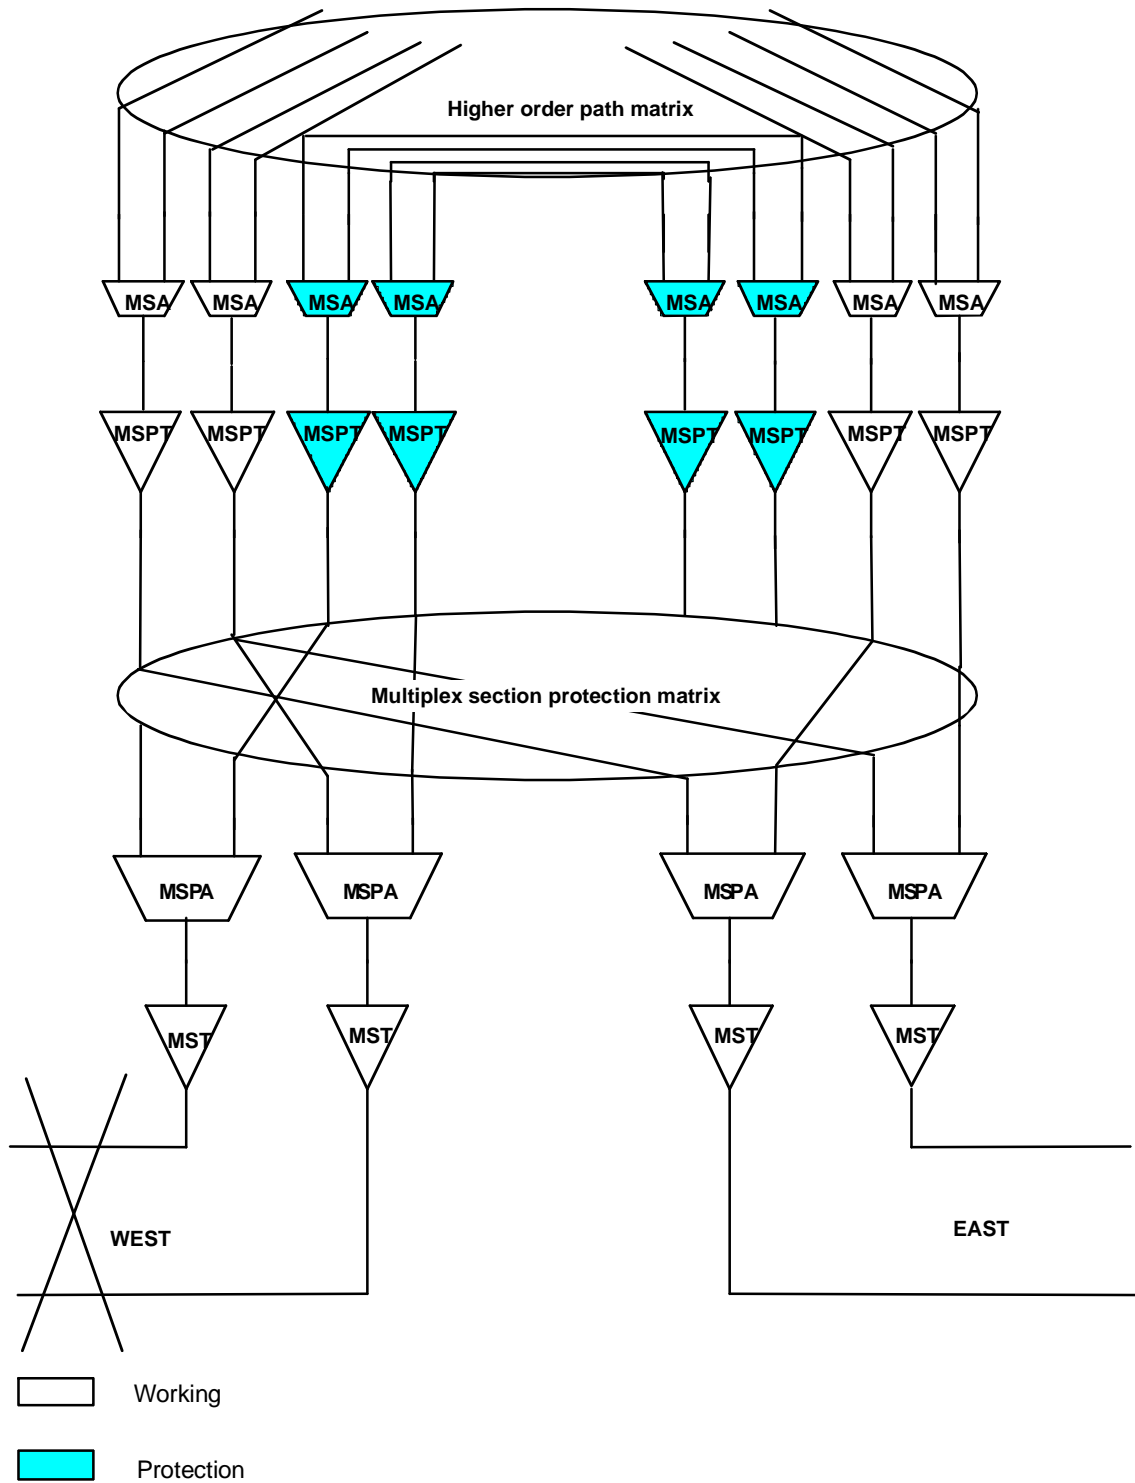 Higher order path matrix
MSA MSA MSA MSA MSA MSA MSA MSA
MSPT MSPT MSPT MSPT MSPT MSPT MSPT MSPT
Multiplex section protection matrix
MSPA MSPA MSPA MSPA
MST MST MST MST
WEST EAST
Working
Protection